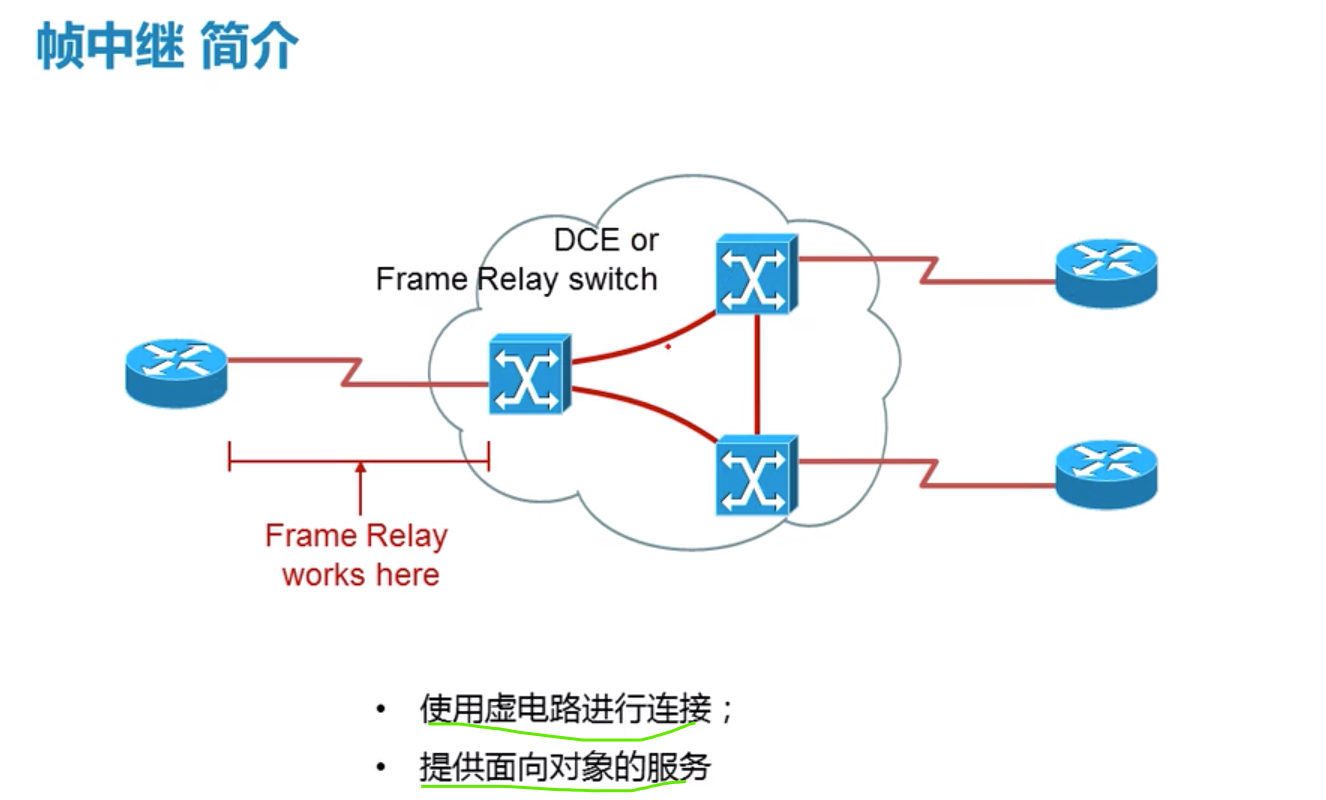 帧中继 简介
DCE or
Frame Relay switch
Frame Relay
works here
• 使用虚电路进行连接；
• 提供面向对象的服务